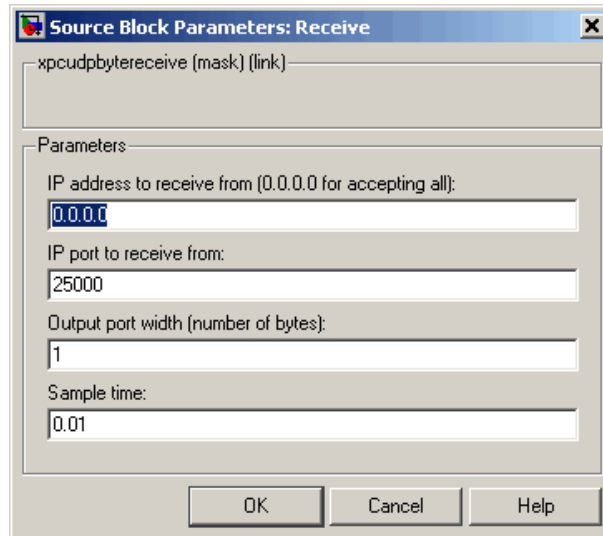 Source Block Parameters: Receive
xpcudpbytereceive (mask) (link)
Parameters
IP address to receive from (0.0.0.0 for accepting all):
0.0.0.0
IP port to receive from:
25000
Output port width (number of bytes):
1
Sample time:
0.01
OK Cancel Help